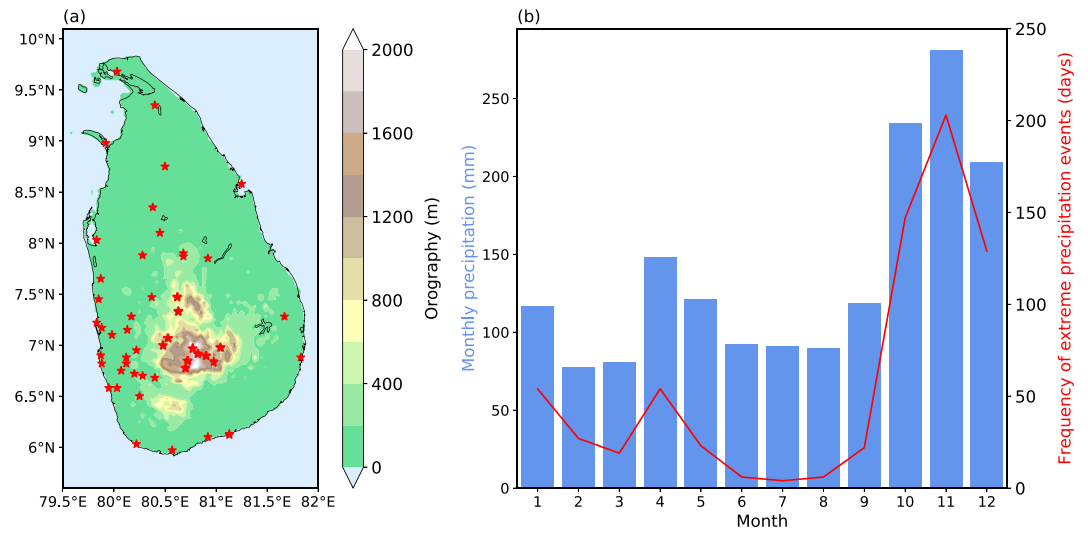 (a)
10°N
9.5°N
9°N
8.5°N
8°N
7.5°N
7°N
6.5°N
6°N
79.5°E
80°E
80.5°E
81°E
81.5°E
82°E
2000
1600
1200
800
400
0
Orography (m)
(b)
Monthly precipitation (mm)
250
200
150
100
50
0
1 2 3 4 5 6 7 8 9 10 11 12
Month
250
200
150
100
50
0
Frequency of extreme precipitation events (days)